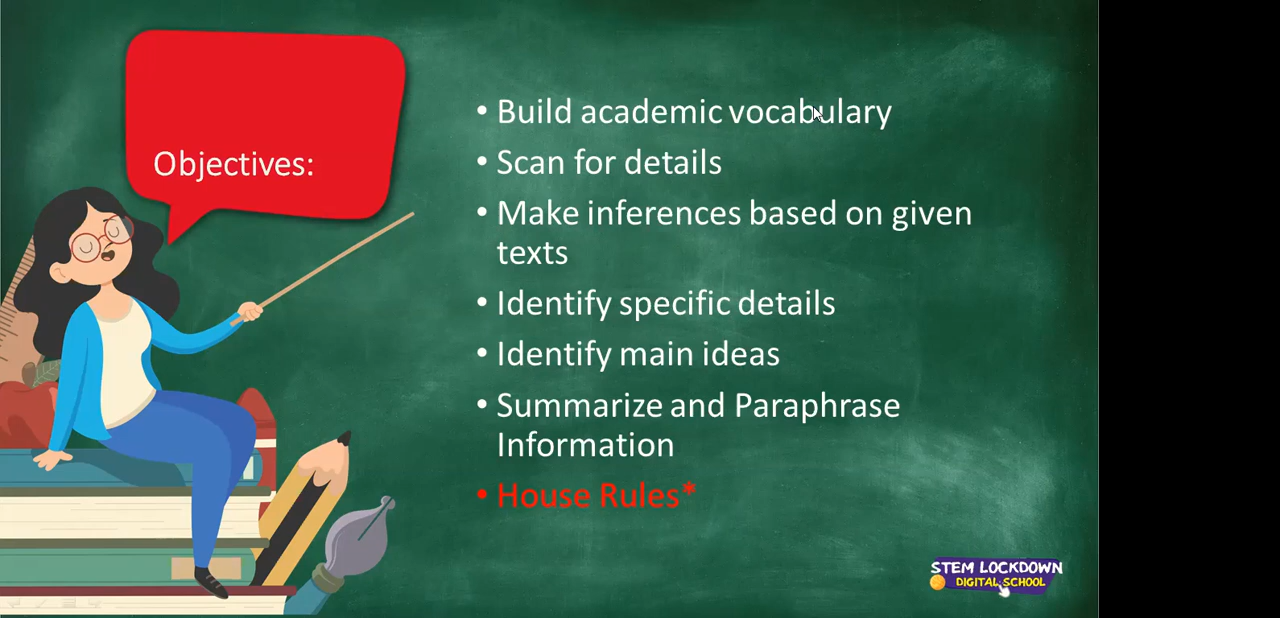 Objectives:
• Build academic vocabulary
• Scan for details
• Make inferences based on given
texts
• Identify specific details
• Identify main ideas
• Summarize and Paraphrase
Information
• House Rules*
STEM LOCKDOWN
DIGITAL SCHOOL